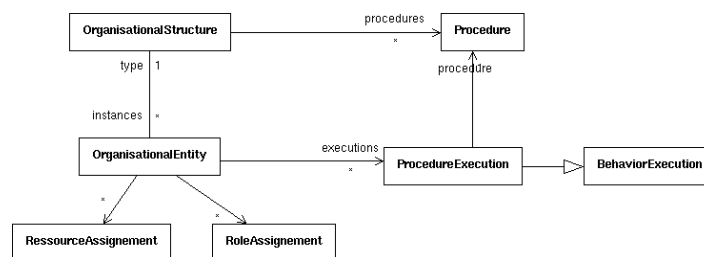 OrganisationalStructure
procedures
*
Procedure
type 1
procedure
instances *
OrganisationalEntity
executions
*
ProcedureExecution
BehaviorExecution
*
*
RessourceAssignement
RoleAssignement